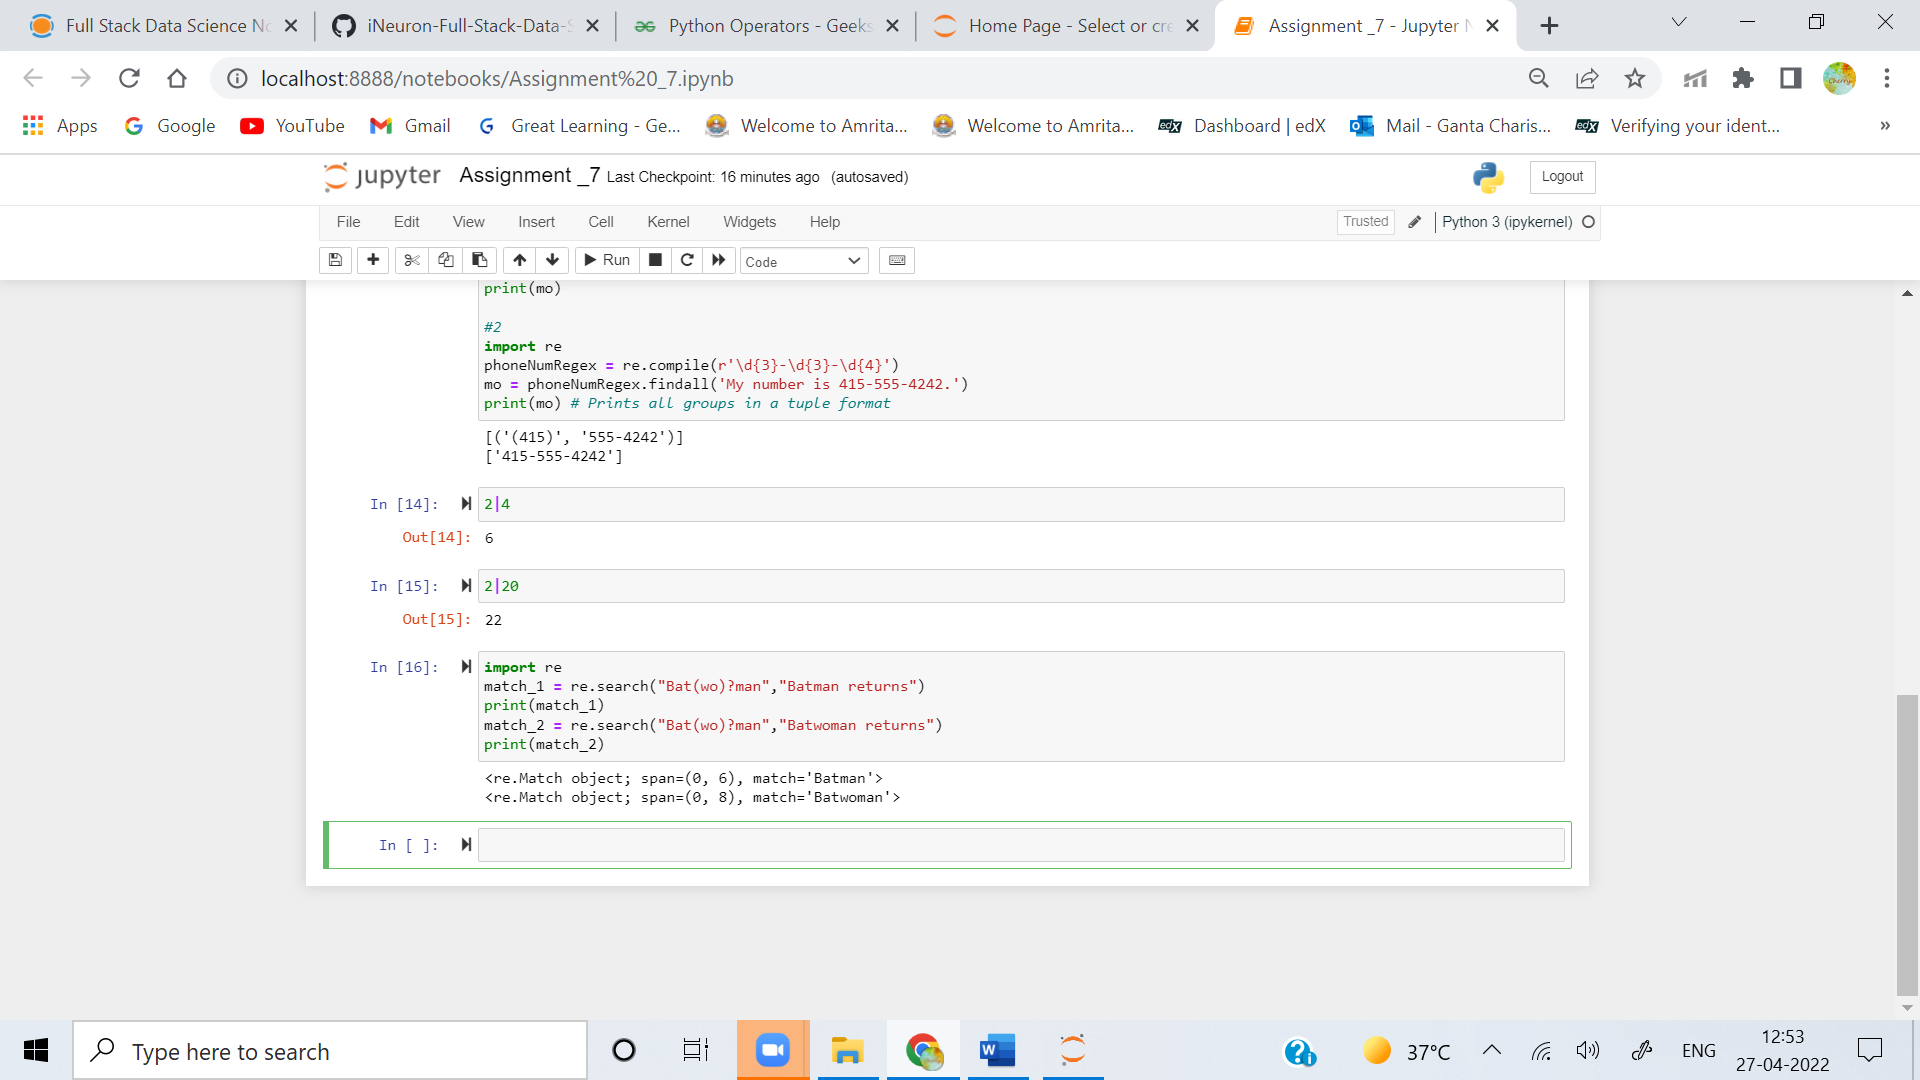 Full Stack Data Science No
iNeuron-Full-Stack-Data-S
Python Operators - Geeks
Home Page - Select or cre
Assignment _7 - Jupyter N
localhost:8888/notebooks/Assignment%20_7.ipynb
Apps
Google
YouTube
Gmail
Great Learning - Ge...
Welcome to Amrita...
Welcome to Amrita...
edX Dashboard | edX
Mail - Ganta Charis...
edX Verifying your ident...
»
jupyter Assignment _7 Last Checkpoint: 16 minutes ago (autosaved)
Logout
File Edit View Insert Cell Kernel Widgets Help
Trusted
Python 3 (ipykernel)
Run
Code
print(mo)
#2
import re
phoneNumRegex = re.compile(r'\d{3}-\d{3}-\d{4}')
mo = phoneNumRegex.findall('My number is 415-555-4242.')
print(mo) # Prints all groups in a tuple format
[('(415)', '555-4242')]
['415-555-4242']
In [14]: 2|4
Out[14]: 6
In [15]: 2|20
Out[15]: 22
In [16]: import re
match_1 = re.search("Bat(wo)?man","Batman returns")
print(match_1)
match_2 = re.search("Bat(wo)?man","Batwoman returns")
print(match_2)
<re.Match object; span=(0, 6), match='Batman'>
<re.Match object; span=(0, 8), match='Batwoman'>
In [ ]:
Type here to search
37°C
ENG
12:53
27-04-2022